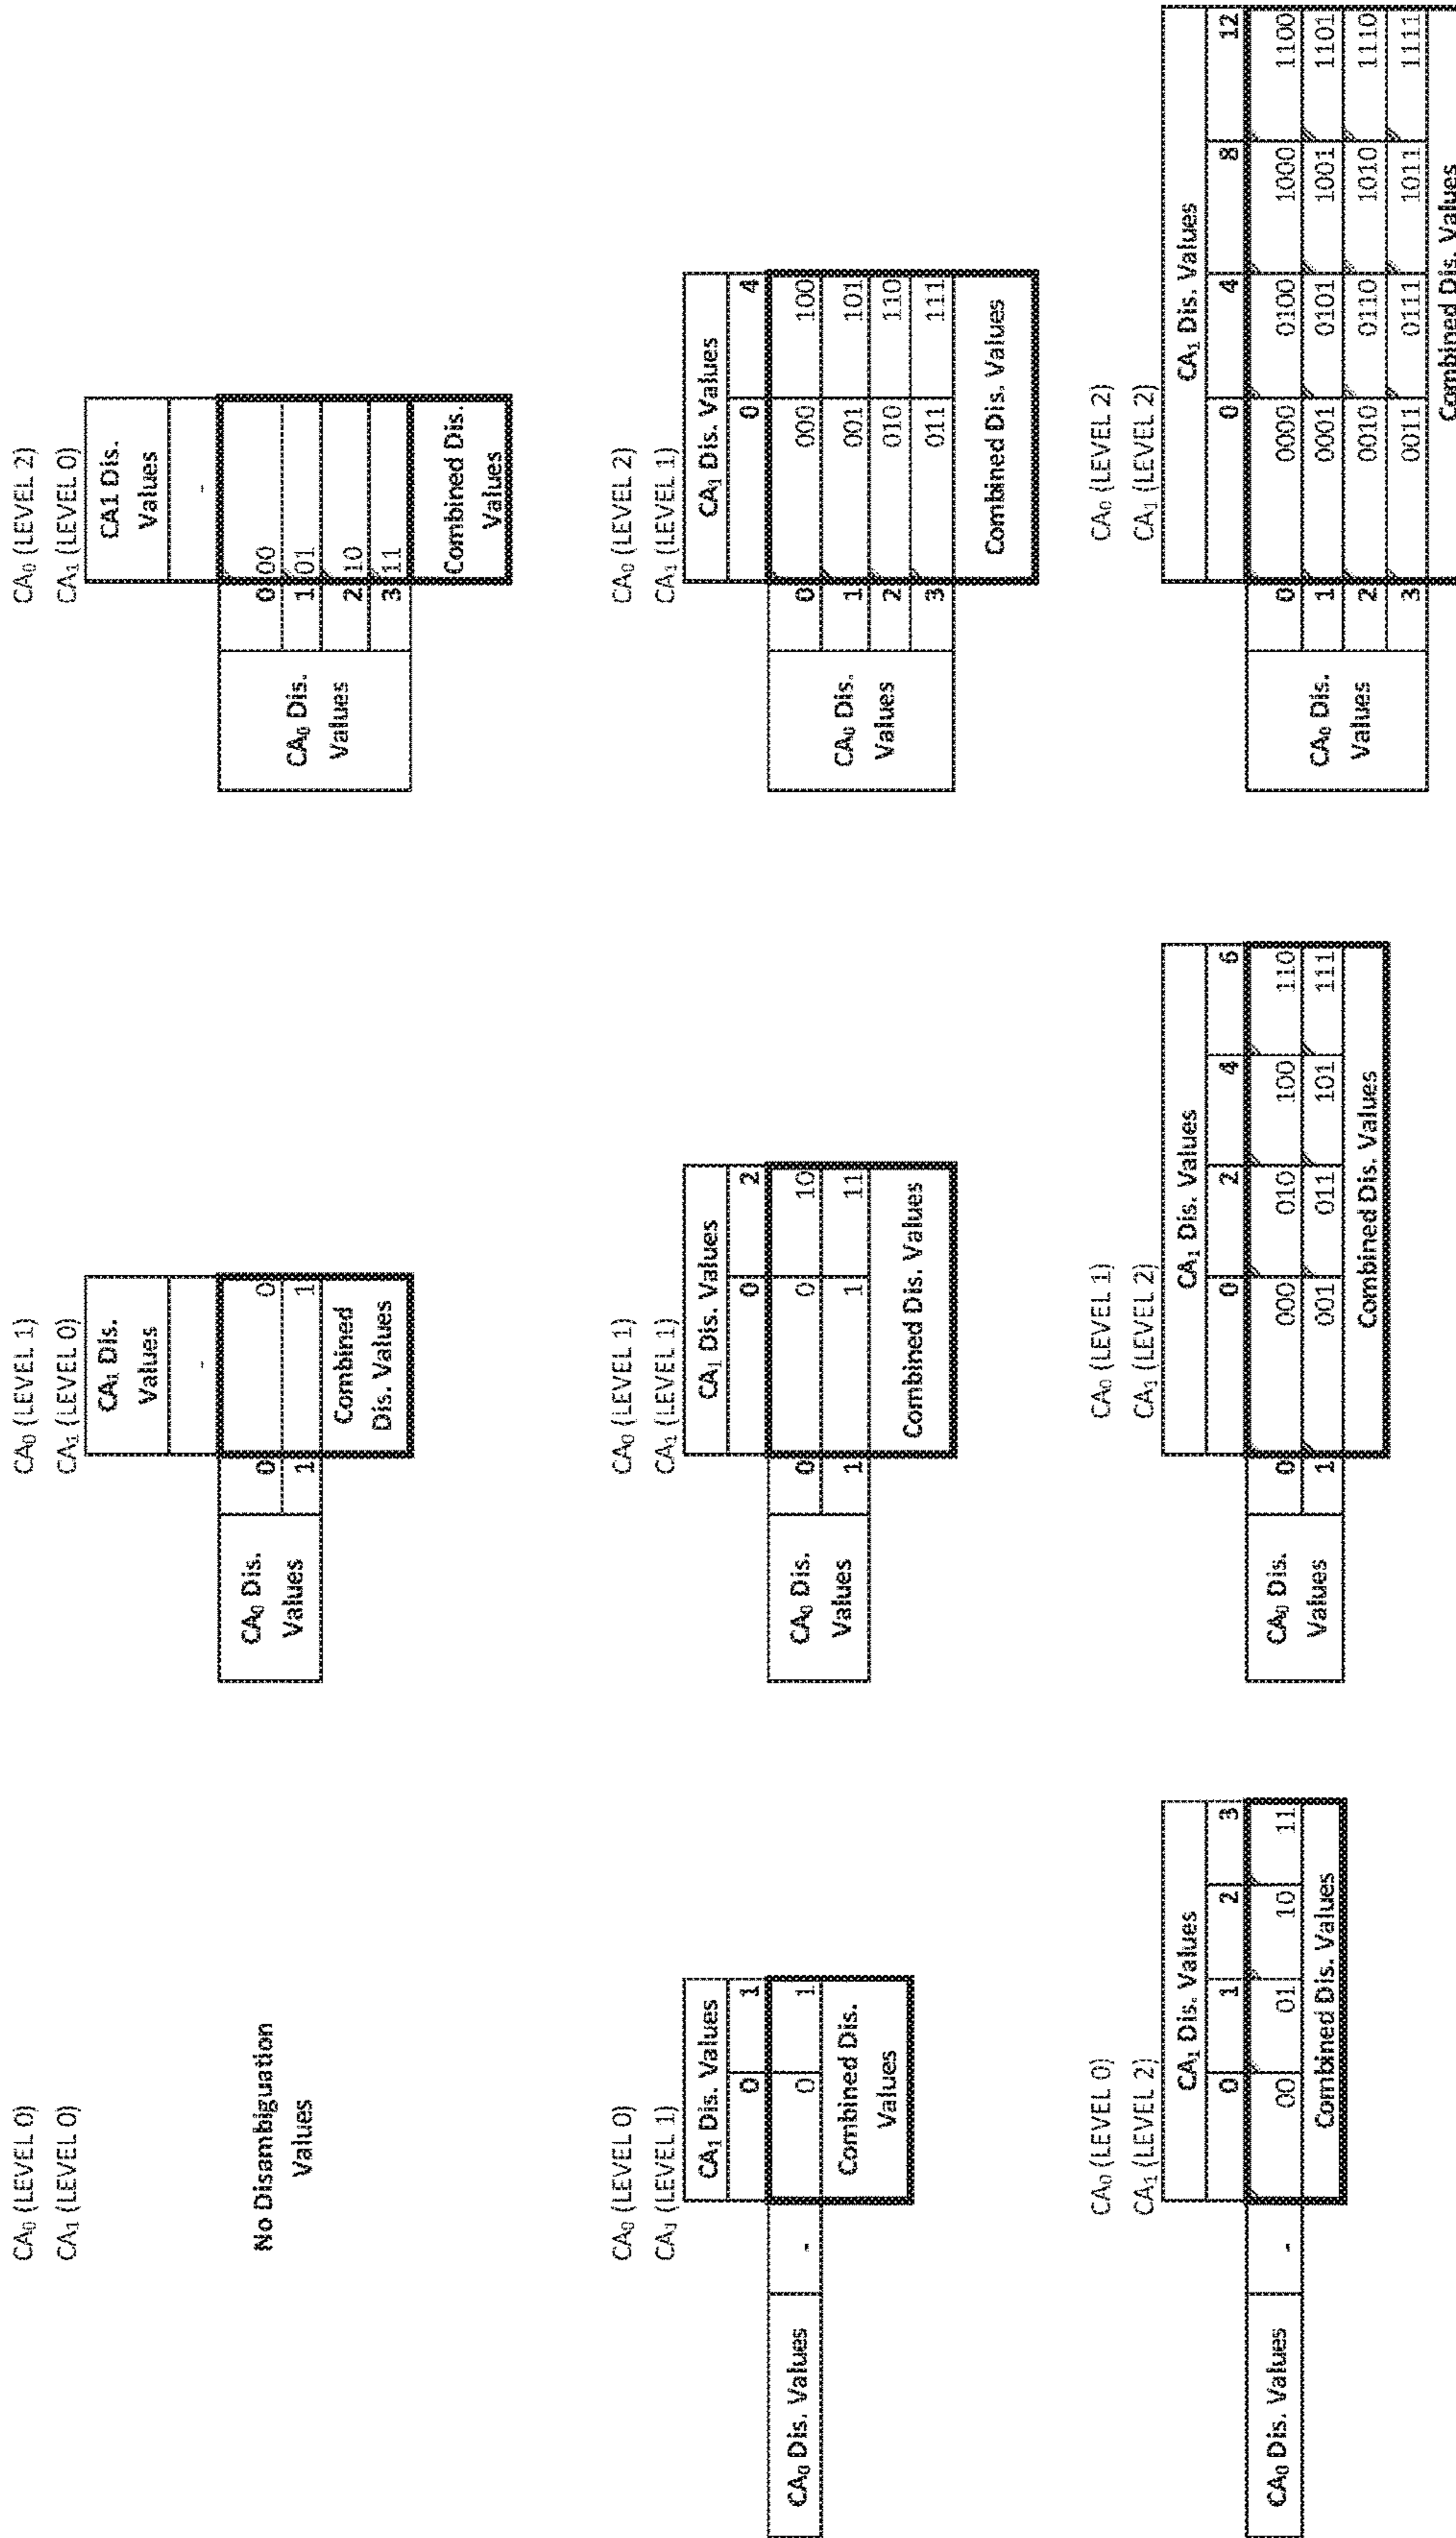 CA₀ (LEVEL 0)
CA₁ (LEVEL 0)
No Disambiguation
Values
CA₀ (LEVEL 1)
CA₁ (LEVEL 0)
CA₁ Dis.
Values
-
CA₀ Dis.
Values
0 0
1 1
Combined
Dis. Values
CA₀ (LEVEL 2)
CA₁ (LEVEL 0)
CA1 Dis.
Values
-
CA₀ Dis.
Values
0 00
1 01
2 10
3 11
Combined Dis.
Values
CA₀ (LEVEL 0)
CA₁ (LEVEL 1)
CA₁ Dis. Values
0 1
CA₀ Dis. Values - 0 1
Combined Dis.
Values
CA₀ (LEVEL 1)
CA₁ (LEVEL 1)
CA₁ Dis. Values
0 2
CA₀ Dis.
Values
0 0 10
1 1 11
Combined Dis. Values
CA₀ (LEVEL 2)
CA₁ (LEVEL 1)
CA₁ Dis. Values
0 4
CA₀ Dis.
Values
0 000 100
1 001 101
2 010 110
3 011 111
Combined Dis. Values
CA₀ (LEVEL 0)
CA₁ (LEVEL 2)
CA₁ Dis. Values
0 1 2 3
CA₀ Dis. Values - 00 01 10 11
Combined Dis. Values
CA₀ (LEVEL 1)
CA₁ (LEVEL 2)
CA₁ Dis. Values
0 2 4 6
CA₀ Dis.
Values
0 000 010 100 110
1 001 011 101 111
Combined Dis. Values
CA₀ (LEVEL 2)
CA₁ (LEVEL 2)
CA₁ Dis. Values
0 4 8 12
CA₀ Dis.
Values
0 0000 0100 1000 1100
1 0001 0101 1001 1101
2 0010 0110 1010 1110
3 0011 0111 1011 1111
Combined Dis. Values